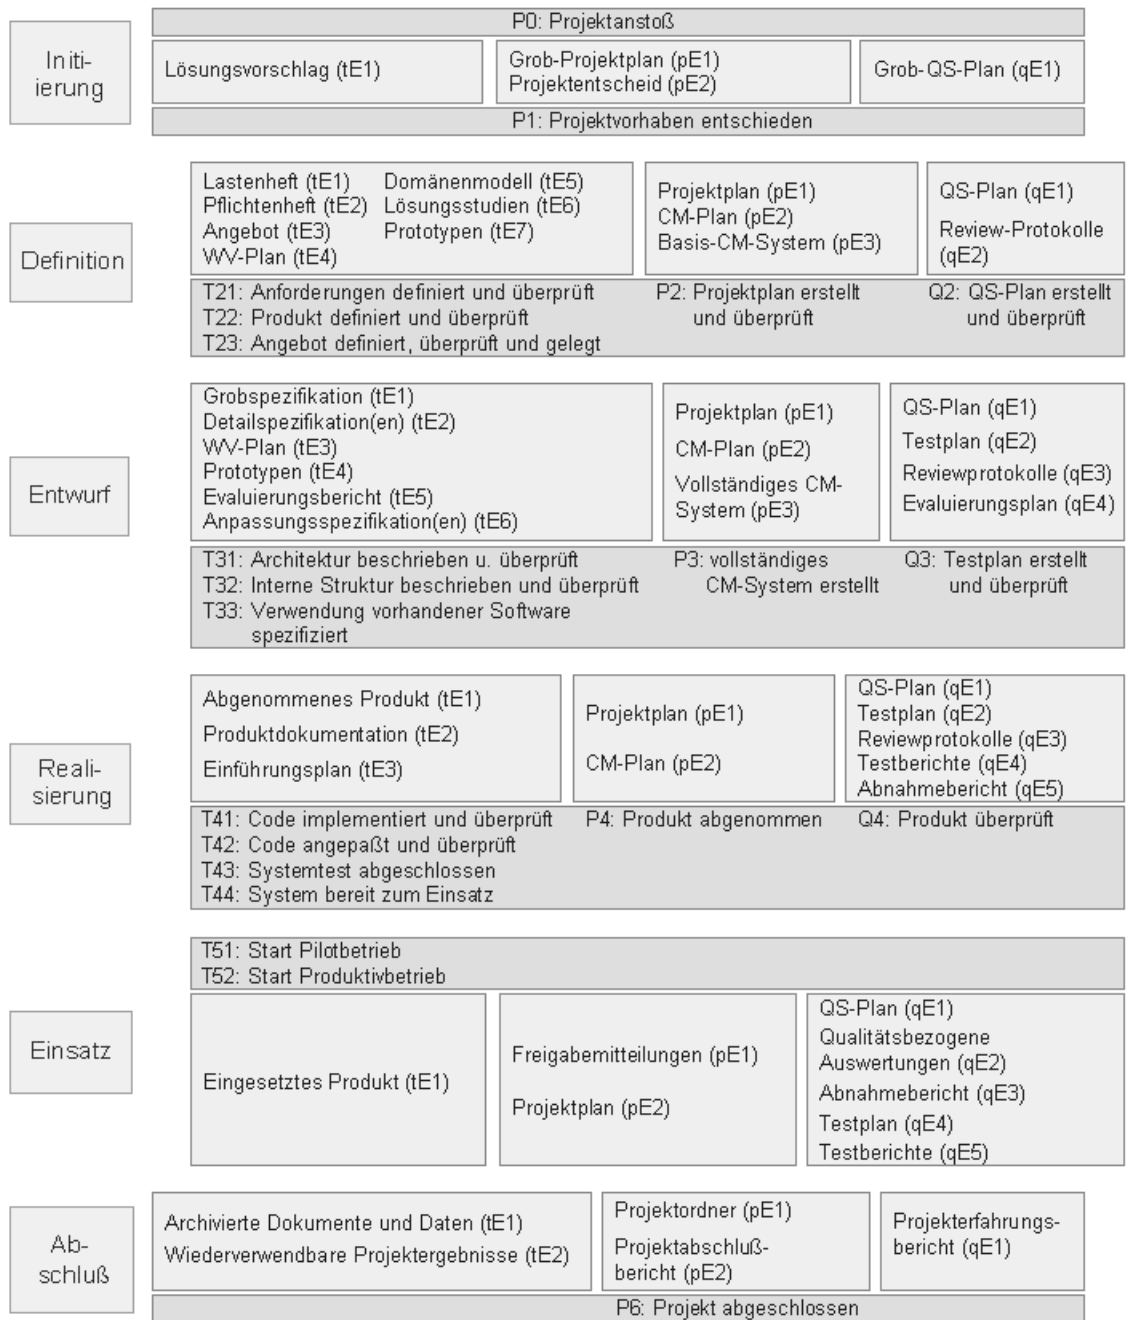 P0: Projektanstoß
Initi-
ierung
Lösungsvorschlag (tE1)
Grob-Projektplan (pE1)
Projektentscheid (pE2)
Grob-QS-Plan (qE1)
P1: Projektvorhaben entschieden
Definition
Lastenheft (tE1)
Pflichtenheft (tE2)
Angebot (tE3)
WV-Plan (tE4)
Domänenmodell (tE5)
Lösungsstudien (tE6)
Prototypen (tE7)
Projektplan (pE1)
CM-Plan (pE2)
Basis-CM-System (pE3)
QS-Plan (qE1)
Review-Protokolle
(qE2)
T21: Anforderungen definiert und überprüft
T22: Produkt definiert und überprüft
T23: Angebot definiert, überprüft und gelegt
P2: Projektplan erstellt
und überprüft
Q2: QS-Plan erstellt
und überprüft
Entwurf
Grobspezifikation (tE1)
Detailspezifikation(en) (tE2)
WV-Plan (tE3)
Prototypen (tE4)
Evaluierungsbericht (tE5)
Anpassungsspezifikation(en) (tE6)
Projektplan (pE1)
CM-Plan (pE2)
Vollständiges CM-
System (pE3)
QS-Plan (qE1)
Testplan (qE2)
Reviewprotokolle (qE3)
Evaluierungsplan (qE4)
T31: Architektur beschrieben u. überprüft
T32: Interne Struktur beschrieben und überprüft
T33: Verwendung vorhandener Software
spezifiziert
P3: vollständiges
CM-System erstellt
Q3: Testplan erstellt
und überprüft
Reali-
sierung
Abgenommenes Produkt (tE1)
Produktdokumentation (tE2)
Einführungsplan (tE3)
Projektplan (pE1)
CM-Plan (pE2)
QS-Plan (qE1)
Testplan (qE2)
Reviewprotokolle (qE3)
Testberichte (qE4)
Abnahmebericht (qE5)
T41: Code implementiert und überprüft
T42: Code angepaßt und überprüft
T43: Systemtest abgeschlossen
T44: System bereit zum Einsatz
P4: Produkt abgenommen
Q4: Produkt überprüft
T51: Start Pilotbetrieb
T52: Start Produktivbetrieb
Einsatz
Eingesetztes Produkt (tE1)
Freigabemitteilungen (pE1)
Projektplan (pE2)
QS-Plan (qE1)
Qualitätsbezogene
Auswertungen (qE2)
Abnahmebericht (qE3)
Testplan (qE4)
Testberichte (qE5)
Ab-
schluß
Archivierte Dokumente und Daten (tE1)
Wiederverwendbare Projektergebnisse (tE2)
Projektordner (pE1)
Projektabschluß-
bericht (pE2)
Projekterfahrungs-
bericht (qE1)
P6: Projekt abgeschlossen